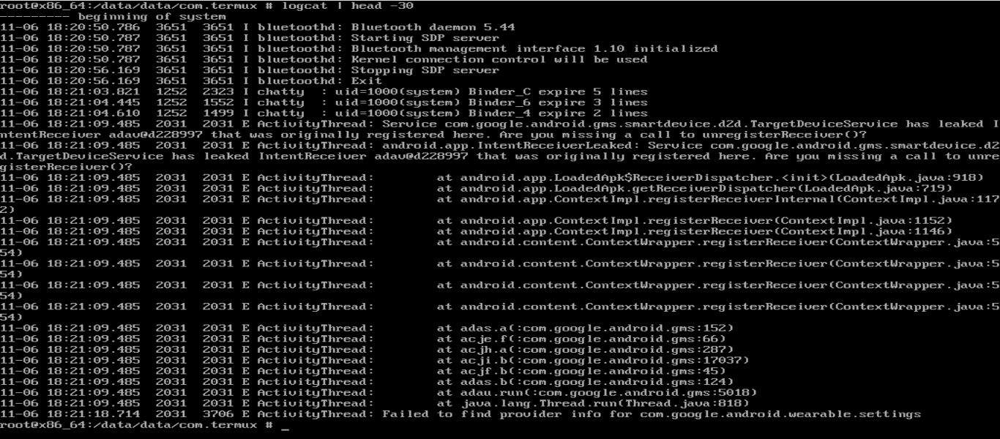 root@x86_64:/data/data/com.termux # logcat | head -30
--------- beginning of system
11-06 18:20:50.786  3651  3651 I bluetoothd: Bluetooth daemon 5.44
11-06 18:20:50.787  3651  3651 I bluetoothd: Starting SDP server
11-06 18:20:50.787  3651  3651 I bluetoothd: Bluetooth management interface 1.10 initialized
11-06 18:20:50.787  3651  3651 I bluetoothd: Kernel connection control will be used
11-06 18:20:56.169  3651  3651 I bluetoothd: Stopping SDP server
11-06 18:20:56.169  3651  3651 I bluetoothd: Exit
11-06 18:21:03.821  1252  2323 I chatty  : uid=1000(system) Binder_C expire 5 lines
11-06 18:21:04.445  1252  1552 I chatty  : uid=1000(system) Binder_6 expire 3 lines
11-06 18:21:04.610  1252  1499 I chatty  : uid=1000(system) Binder_4 expire 2 lines
11-06 18:21:09.485  2031  2031 E ActivityThread: Service com.google.android.gms.smartdevice.d2d.TargetDeviceService has leaked I
ntentReceiver adav@d228997 that was originally registered here. Are you missing a call to unregisterReceiver()?
11-06 18:21:09.485  2031  2031 E ActivityThread: android.app.IntentReceiverLeaked: Service com.google.android.gms.smartdevice.d2
d.TargetDeviceService has leaked IntentReceiver adav@d228997 that was originally registered here. Are you missing a call to unre
gisterReceiver()?
11-06 18:21:09.485  2031  2031 E ActivityThread:        at android.app.LoadedApk$ReceiverDispatcher.<init>(LoadedApk.java:918)
11-06 18:21:09.485  2031  2031 E ActivityThread:        at android.app.LoadedApk.getReceiverDispatcher(LoadedApk.java:719)
11-06 18:21:09.485  2031  2031 E ActivityThread:        at android.app.ContextImpl.registerReceiverInternal(ContextImpl.java:117
2)
11-06 18:21:09.485  2031  2031 E ActivityThread:        at android.app.ContextImpl.registerReceiver(ContextImpl.java:1152)
11-06 18:21:09.485  2031  2031 E ActivityThread:        at android.app.ContextImpl.registerReceiver(ContextImpl.java:1146)
11-06 18:21:09.485  2031  2031 E ActivityThread:        at android.content.ContextWrapper.registerReceiver(ContextWrapper.java:5
54)
11-06 18:21:09.485  2031  2031 E ActivityThread:        at android.content.ContextWrapper.registerReceiver(ContextWrapper.java:5
54)
11-06 18:21:09.485  2031  2031 E ActivityThread:        at android.content.ContextWrapper.registerReceiver(ContextWrapper.java:5
54)
11-06 18:21:09.485  2031  2031 E ActivityThread:        at android.content.ContextWrapper.registerReceiver(ContextWrapper.java:5
54)
11-06 18:21:09.485  2031  2031 E ActivityThread:        at adas.a(:com.google.android.gms:152)
11-06 18:21:09.485  2031  2031 E ActivityThread:        at acje.f(:com.google.android.gms:66)
11-06 18:21:09.485  2031  2031 E ActivityThread:        at acjh.a(:com.google.android.gms:287)
11-06 18:21:09.485  2031  2031 E ActivityThread:        at acji.b(:com.google.android.gms:17037)
11-06 18:21:09.485  2031  2031 E ActivityThread:        at acjf.b(:com.google.android.gms:45)
11-06 18:21:09.485  2031  2031 E ActivityThread:        at adas.b(:com.google.android.gms:124)
11-06 18:21:09.485  2031  2031 E ActivityThread:        at adau.run(:com.google.android.gms:5018)
11-06 18:21:09.485  2031  2031 E ActivityThread:        at java.lang.Thread.run(Thread.java:818)
11-06 18:21:18.714  2031  3706 E ActivityThread: Failed to find provider info for com.google.android.wearable.settings
root@x86_64:/data/data/com.termux # _